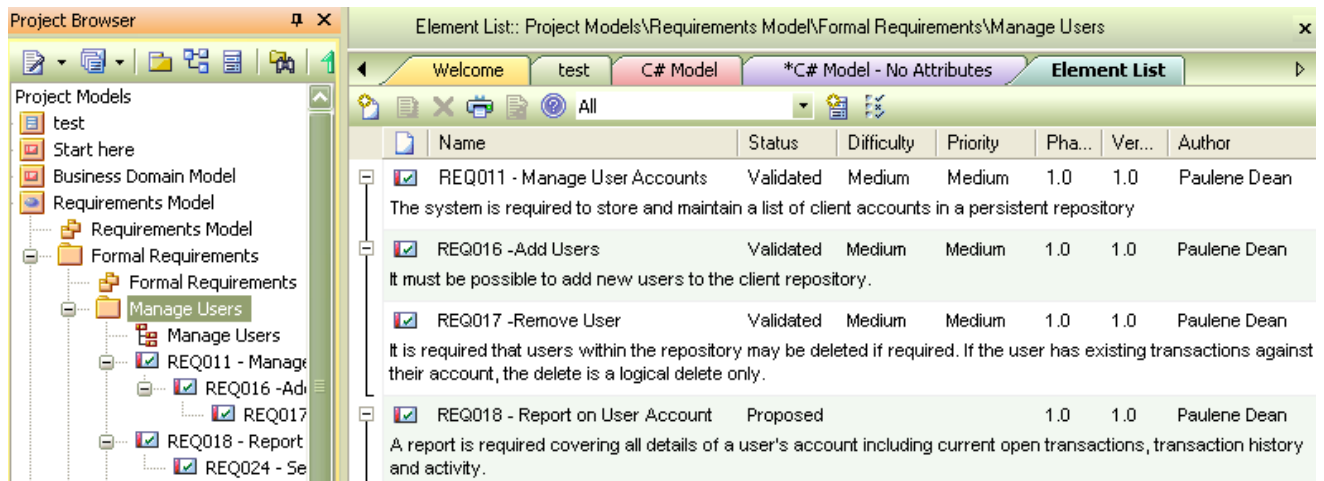 Project Browser
Project Models
test
Start here
Business Domain Model
Requirements Model
Requirements Model
Formal Requirements
Formal Requirements
Manage Users
Manage Users
REQ011 - Manage
REQ016 -Ad
REQ017
REQ018 - Report
REQ024 - Se
Element List:: Project Models\Requirements Model\Formal Requirements\Manage Users
Welcome test C# Model *C# Model - No Attributes Element List
All
Name Status Difficulty Priority Pha... Ver... Author
REQ011 - Manage User Accounts Validated Medium Medium 1.0 1.0 Paulene Dean
The system is required to store and maintain a list of client accounts in a persistent repository
REQ016 -Add Users Validated Medium Medium 1.0 1.0 Paulene Dean
It must be possible to add new users to the client repository.
REQ017 -Remove User Validated Medium Medium 1.0 1.0 Paulene Dean
It is required that users within the repository may be deleted if required. If the user has existing transactions against
their account, the delete is a logical delete only.
REQ018 - Report on User Account Proposed 1.0 1.0 Paulene Dean
A report is required covering all details of a user's account including current open transactions, transaction history
and activity.